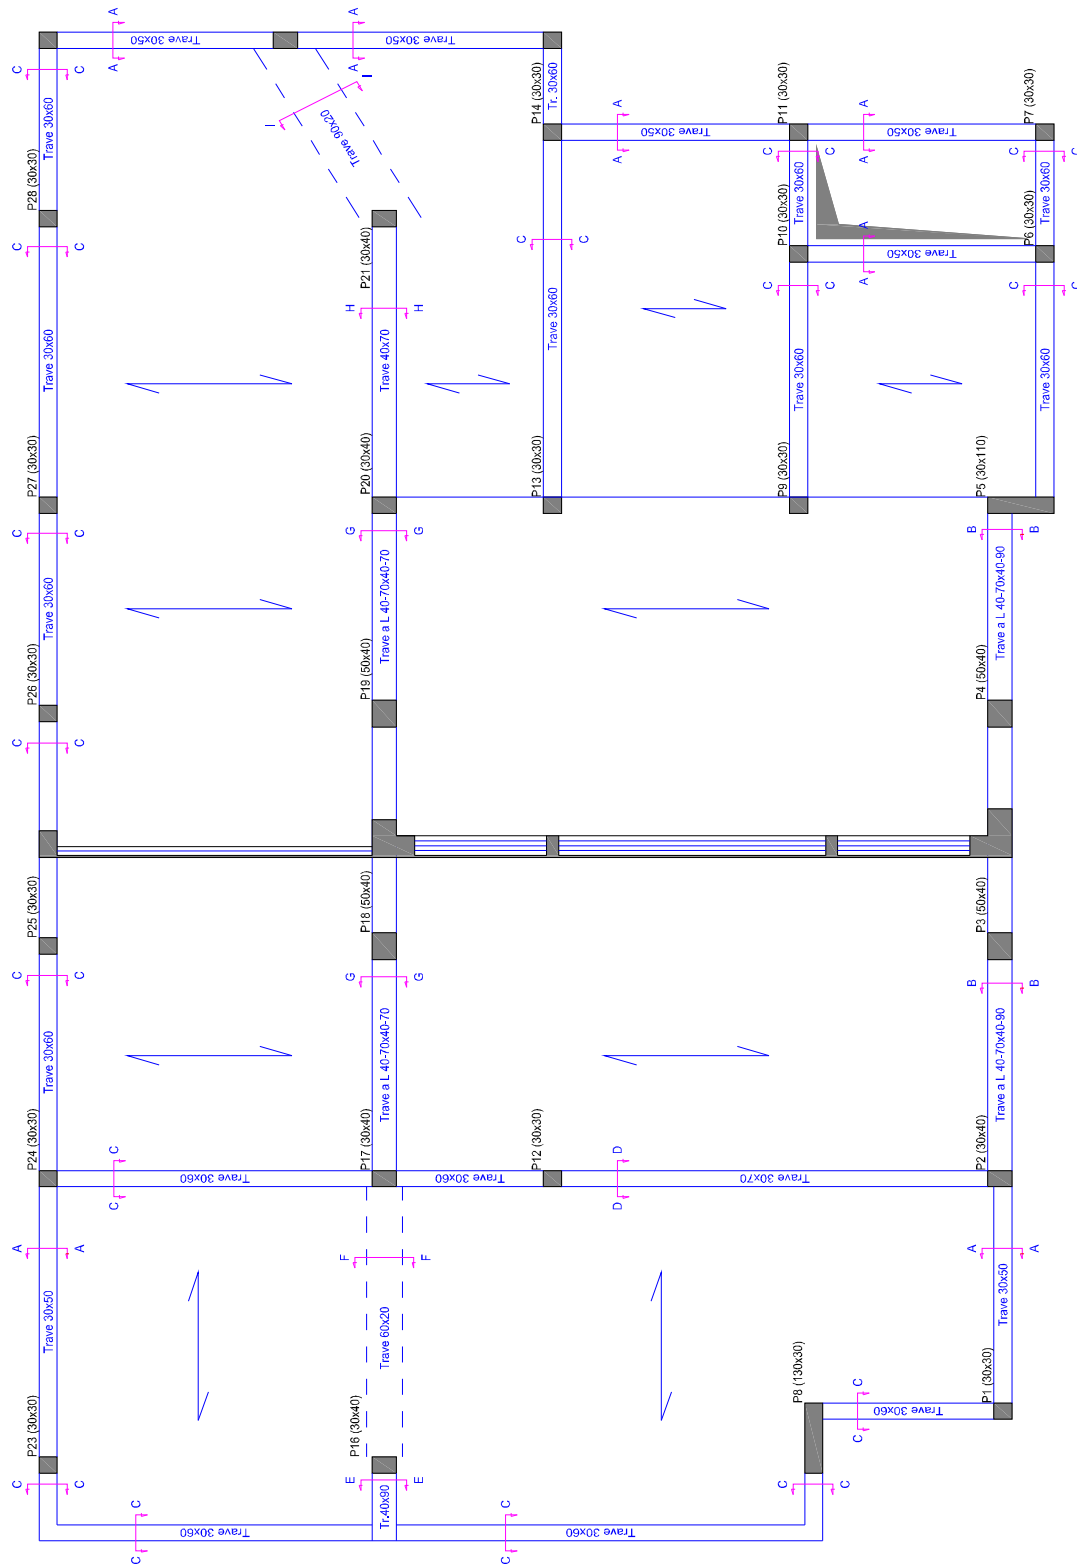 A
A
Trave 30x50
Trave 30x50
A
A
C
C
Trave 30x60
P28 (30x30)
C
C
I
I
Trave 90x20
P14 (30x30)
Tr. 30x60
A
A
Trave 30x50
P11 (30x30)
A
A
Trave 30x50
P7 (30x30)
C
C
Trave 30x60
P10 (30x30)
C
C
Trave 30x60
P6 (30x30)
A
A
Trave 30x50
P21 (30x40)
C
C
Trave 30x60
H
H
Trave 40x70
Trave 30x60
C
C
Trave 30x60
C
C
Trave 30x60
P27 (30x30)
P20 (30x40)
P13 (30x30)
P9 (30x30)
P5 (30x110)
C
C
Trave 30x60
G
G
Trave a L 40-70x40-70
B
B
Trave a L 40-70x40-90
P26 (30x30)
P19 (50x40)
P4 (50x40)
C
C
P25 (30x30)
P18 (50x40)
P3 (50x40)
C
C
Trave 30x60
G
G
Trave a L 40-70x40-70
B
B
Trave a L 40-70x40-90
P24 (30x30)
P17 (30x40)
P12 (30x30)
P2 (30x40)
C
C
Trave 30x60
Trave 30x60
D
D
Trave 30x70
A
A
Trave 30x50
F
F
Trave 60x20
A
A
Trave 30x50
P23 (30x30)
P16 (30x40)
P8 (130x30)
P1 (30x30)
C
C
Trave 30x60
C
C
E
E
Tr.40x90
C
C
C
C
Trave 30x60
C
C
Trave 30x60